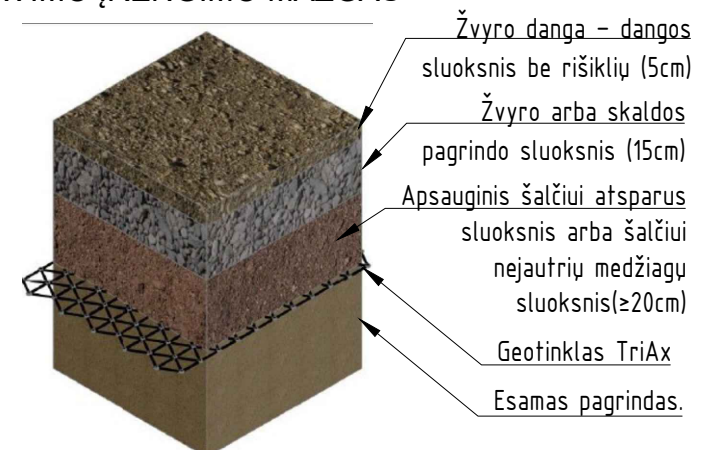 Žvyro danga – dangos
sluoksnis be rišiklių (5cm)
Žvyro arba skaldos
pagrindo sluoksnis (15cm)
Apsauginis šalčiui atsparus
sluoksnis arba šalčiui
nejautrių medžiagų
sluoksnis(≥20cm)
Geotinklas TriAx
Esamas pagrindas.